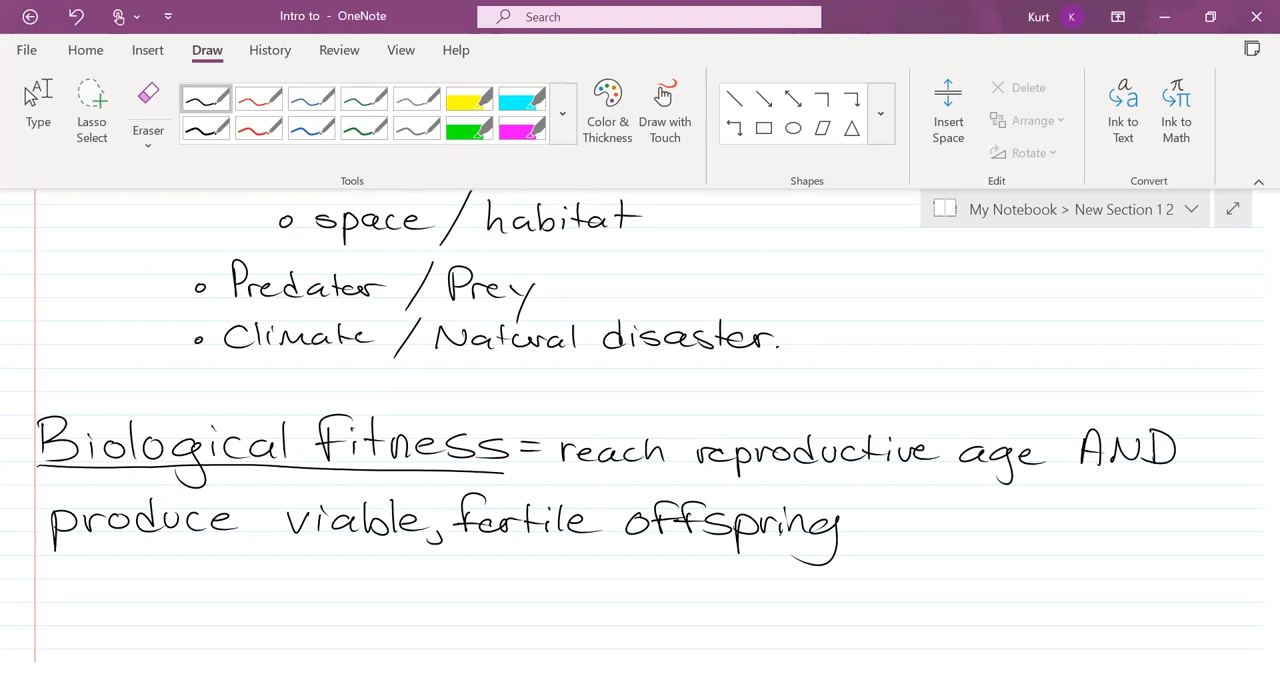 Intro to - OneNote
Search
Kurt K
File Home Insert Draw History Review View Help
Type
Lasso Select
Eraser
Color & Thickness
Draw with Touch
Insert Space
Delete
Arrange
Rotate
Ink to Text
Ink to Math
Tools
Shapes
Edit
Convert
My Notebook > New Section 1 2
o space / habitat
• Predator / Prey
• Climate / Natural disaster.
Biological fitness = reach reproductive age AND
produce viable, fertile offspring